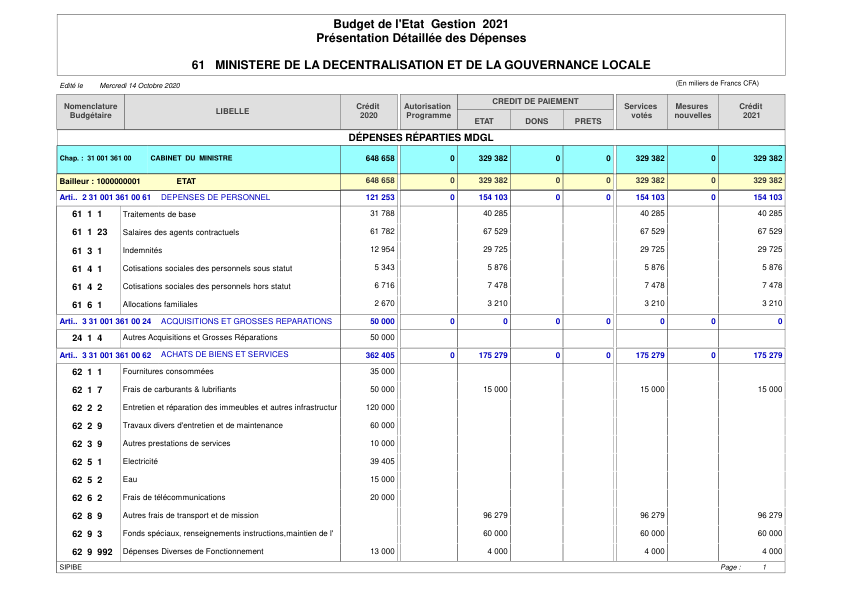 Budget de l'Etat Gestion 2021
Présentation Détaillée des Dépenses
61 MINISTERE DE LA DECENTRALISATION ET DE LA GOUVERNANCE LOCALE
Edité le Mercredi 14 Octobre 2020 (En miliers de Francs CFA)
Nomenclature Budgétaire LIBELLE Crédit 2020 Autorisation Programme CREDIT DE PAIEMENT ETAT DONS PRETS Services votés Mesures nouvelles Crédit 2021
DÉPENSES RÉPARTIES MDGL
Chap. : 31 001 361 00 CABINET DU MINISTRE 648 658 0 329 382 0 0 329 382 0 329 382
Bailleur : 1000000001 ETAT 648 658 0 329 382 0 0 329 382 0 329 382
Arti.. 2 31 001 361 00 61 DEPENSES DE PERSONNEL 121 253 0 154 103 0 0 154 103 0 154 103
61 1 1 Traitements de base 31 788 40 285 40 285 40 285
61 1 23 Salaires des agents contractuels 61 782 67 529 67 529 67 529
61 3 1 Indemnités 12 954 29 725 29 725 29 725
61 4 1 Cotisations sociales des personnels sous statut 5 343 5 876 5 876 5 876
61 4 2 Cotisations sociales des personnels hors statut 6 716 7 478 7 478 7 478
61 6 1 Allocations familiales 2 670 3 210 3 210 3 210
Arti.. 3 31 001 361 00 24 ACQUISITIONS ET GROSSES REPARATIONS 50 000 0 0 0 0 0 0 0
24 1 4 Autres Acquisitions et Grosses Réparations 50 000
Arti.. 3 31 001 361 00 62 ACHATS DE BIENS ET SERVICES 362 405 0 175 279 0 0 175 279 0 175 279
62 1 1 Fournitures consommées 35 000
62 1 7 Frais de carburants & lubrifiants 50 000 15 000 15 000 15 000
62 2 2 Entretien et réparation des immeubles et autres infrastructur 120 000
62 2 9 Travaux divers d'entretien et de maintenance 60 000
62 3 9 Autres prestations de services 10 000
62 5 1 Electricité 39 405
62 5 2 Eau 15 000
62 6 2 Frais de télécommunications 20 000
62 8 9 Autres frais de transport et de mission 96 279 96 279 96 279
62 9 3 Fonds spéciaux, renseignements instructions,maintien de l' 60 000 60 000 60 000
62 9 992 Dépenses Diverses de Fonctionnement 13 000 4 000 4 000 4 000
SIPIBE Page : 1